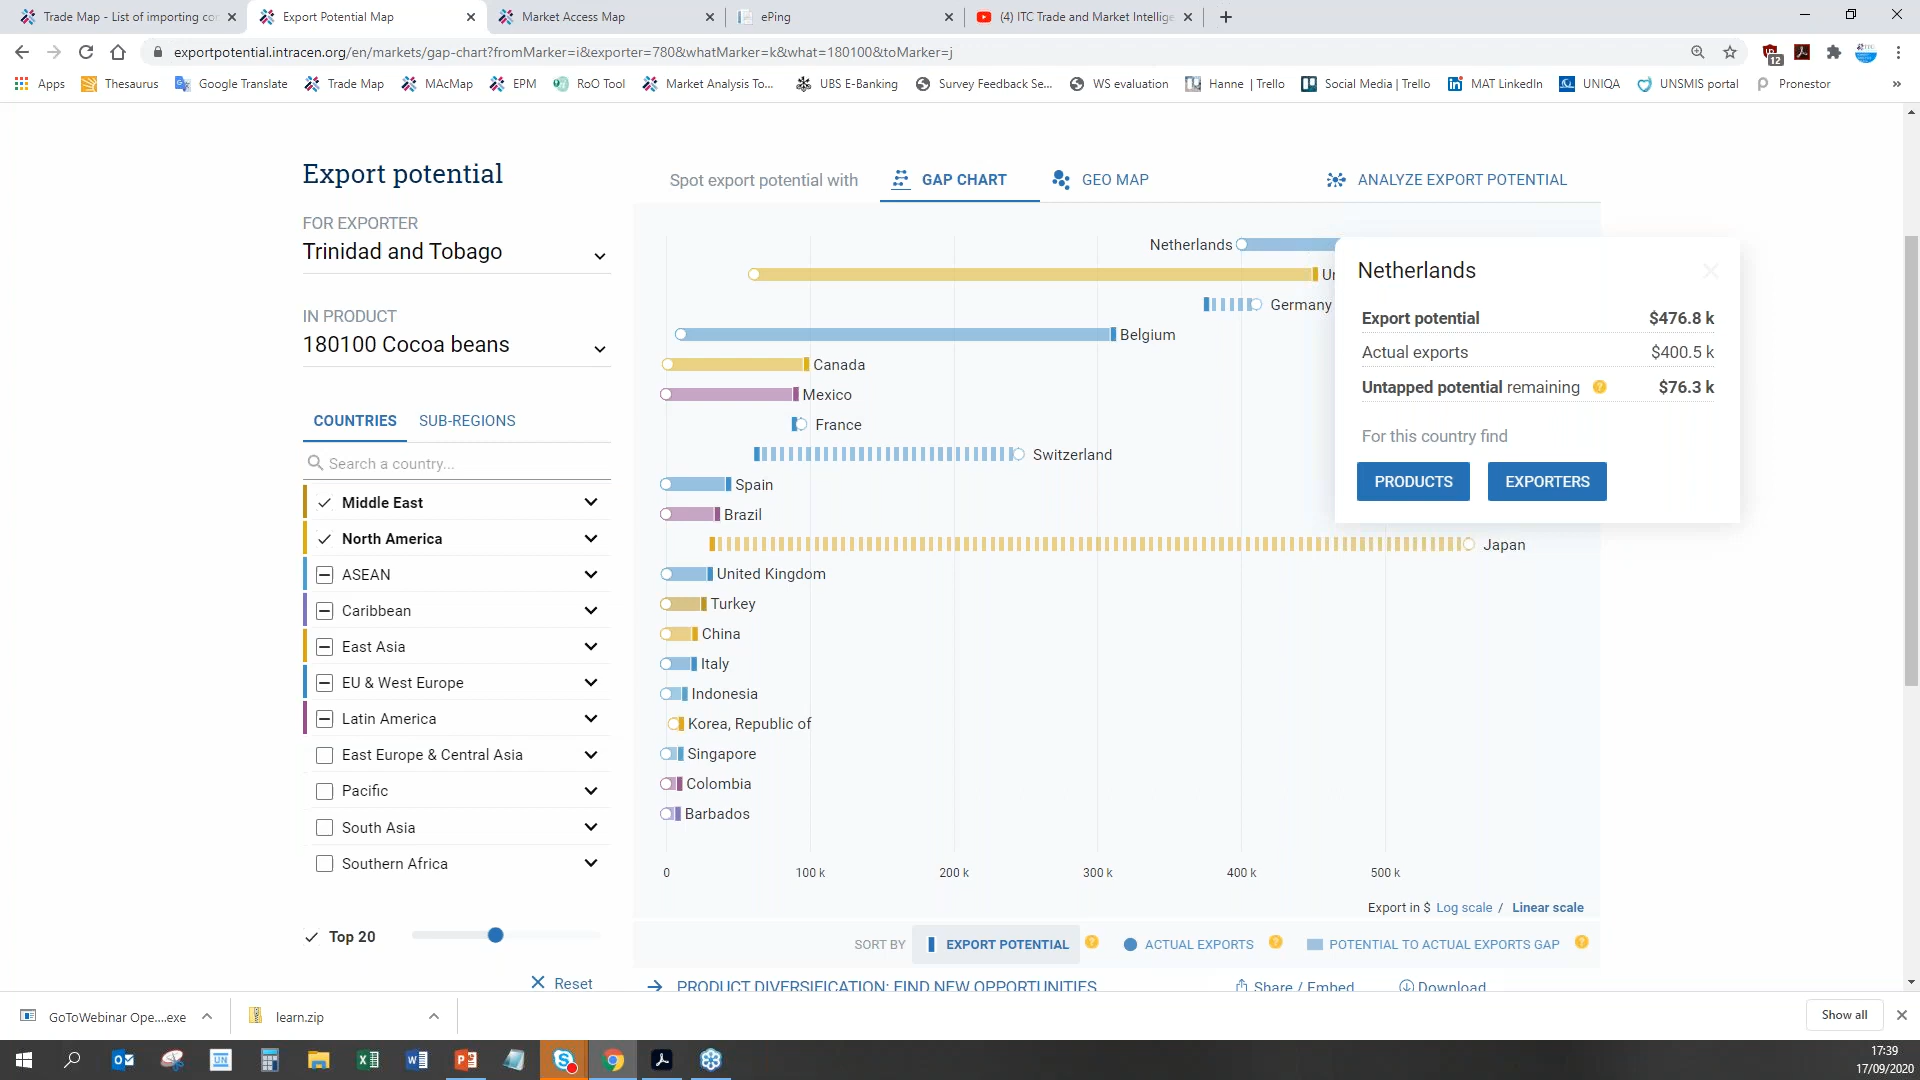 Trade Map - List of importing co
Export Potential Map
Market Access Map
ePing
(4) ITC Trade and Market Intellige
exportpotential.intracen.org/en/markets/gap-chart?fromMarker=i&exporter=780&whatMarker=k&what=180100&toMarker=j
12
Apps
Thesaurus
Google Translate
Trade Map
MAcMap
EPM
RoO Tool
Market Analysis To...
UBS E-Banking
Survey Feedback Se...
WS evaluation
Hanne | Trello
Social Media | Trello
MAT LinkedIn
UNIQA
UNSMIS portal
Pronestor
»
Export potential
FOR EXPORTER
Trinidad and Tobago
IN PRODUCT
180100 Cocoa beans
COUNTRIES
SUB-REGIONS
Search a country...
Middle East
North America
ASEAN
Caribbean
East Asia
EU & West Europe
Latin America
East Europe & Central Asia
Pacific
South Asia
Southern Africa
Top 20
Reset
Spot export potential with
GAP CHART
GEO MAP
ANALYZE EXPORT POTENTIAL
Netherlands
Un
Germany
Belgium
Canada
Mexico
France
Switzerland
Spain
Brazil
Japan
United Kingdom
Turkey
China
Italy
Indonesia
Korea, Republic of
Singapore
Colombia
Barbados
0
100 k
200 k
300 k
400 k
500 k
Netherlands
Export potential $476.8 k
Actual exports $400.5 k
Untapped potential remaining ? $76.3 k
For this country find
PRODUCTS
EXPORTERS
Export in $ Log scale / Linear scale
SORT BY
EXPORT POTENTIAL ?
ACTUAL EXPORTS ?
POTENTIAL TO ACTUAL EXPORTS GAP ?
PRODUCT DIVERSIFICATION: FIND NEW OPPORTUNITIES
Share / Embed
Download
GoToWebinar Ope....exe
learn.zip
Show all
17:39
17/09/2020